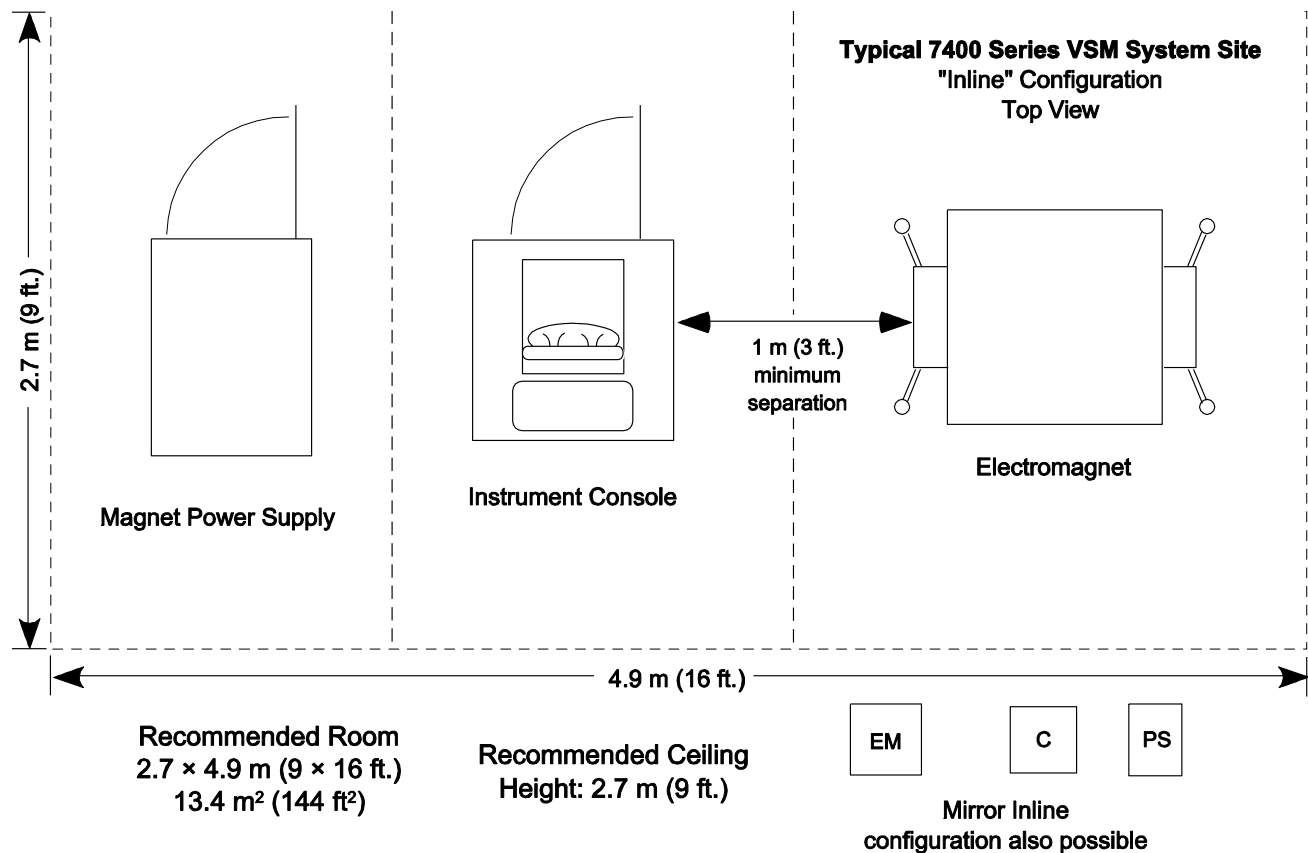 Typical 7400 Series VSM System Site
"Inline" Configuration
Top View
2.7 m (9 ft.)
1 m (3 ft.)
minimum
separation
Magnet Power Supply
Instrument Console
Electromagnet
4.9 m (16 ft.)
Recommended Room
2.7 × 4.9 m (9 × 16 ft.)
13.4 m² (144 ft²)
Recommended Ceiling
Height: 2.7 m (9 ft.)
EM
C
PS
Mirror Inline
configuration also possible